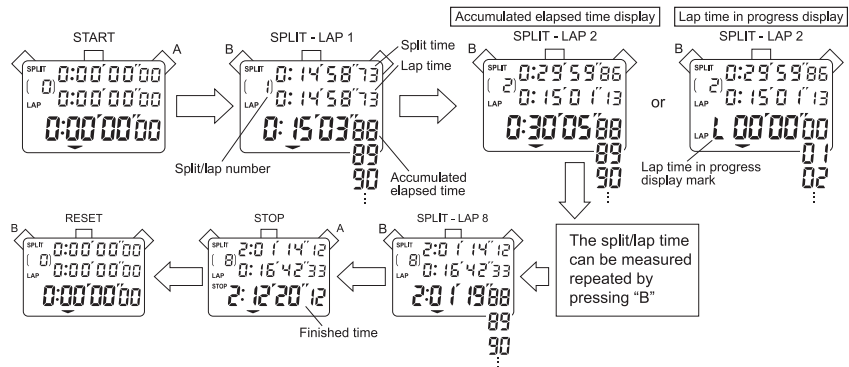 Accumulated elapsed time display
Lap time in progress display
START
A
SPLIT
( 0)
LAP
0:00'00"00
0:00'00"00
0:00'00"00
B
SPLIT - LAP 1
SPLIT
( 1)
LAP
0:14'58"73
0:14'58"73
0:15'03"88
89
90
Split time
Lap time
Split/lap number
Accumulated
elapsed time
B
SPLIT - LAP 2
SPLIT
( 2)
LAP
0:29'59"86
0:15'01"13
0:30'05"88
89
90
or
B
SPLIT - LAP 2
SPLIT
( 2)
LAP
0:29'59"86
0:15'01"13
LAP
L 00'00"00
01
02
Lap time in progress
display mark
The split/lap time
can be measured
repeated by
pressing “B”
B
SPLIT - LAP 8
SPLIT
( 8)
LAP
2:01'14"12
0:16'42"33
2:01'19"88
89
90
STOP
A
SPLIT
( 8)
LAP
2:01'14"12
0:16'42"33
STOP
2:12'20"12
Finished time
B
RESET
SPLIT
( 0)
LAP
0:00'00"00
0:00'00"00
0:00'00"00